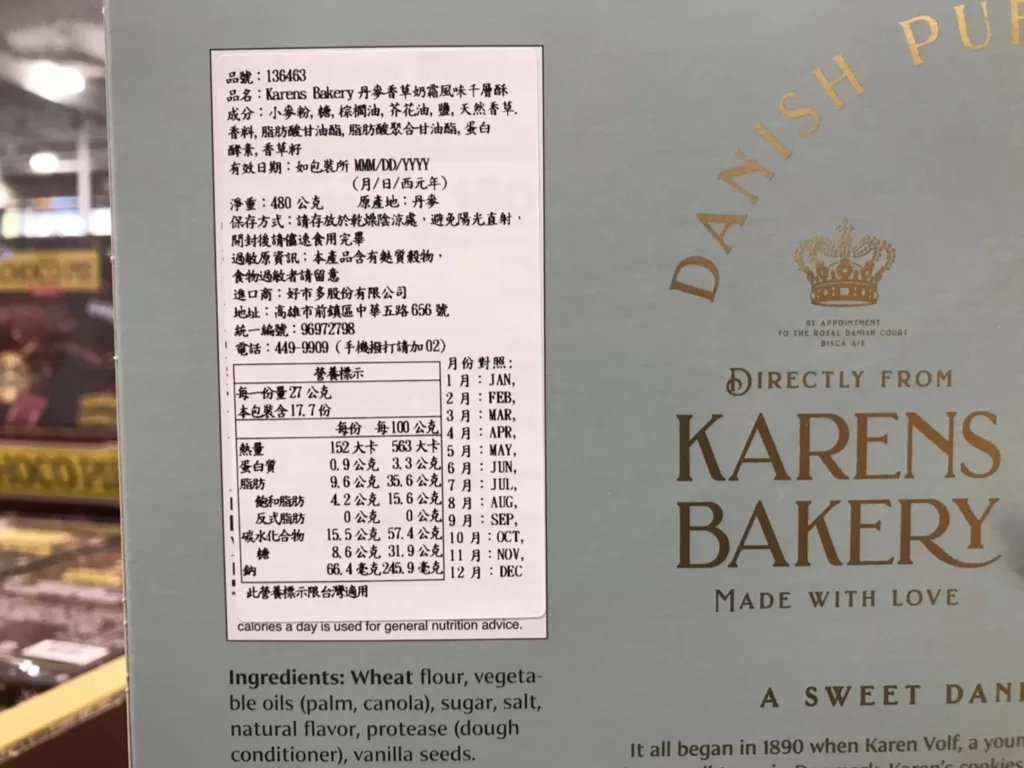 品號：136463
品名：Karens Bakery 丹麥香草奶霜風味千層酥
成分：小麥粉, 糖, 棕櫚油, 芥花油, 鹽, 天然香草.
香料, 脂肪酸甘油酯, 脂肪酸聚合甘油酯, 蛋白
酵素, 香草籽
有效日期：如包裝所 MMM/DD/YYYY
(月/日/西元年)
淨重：480 公克 原產地：丹麥
保存方式：請存放於乾燥陰涼處，避免陽光直射，
開封後請儘速食用完畢
過敏原資訊：本產品含有麩質穀物，
食物過敏者請留意
進口商：好市多股份有限公司
地址：高雄市前鎮區中華五路 656 號
統一編號：96972798
電話：449-9909 (手機撥打請加 02)
營養標示
每一份量 27 公克
本包裝含 17.7 份
每份 每 100 公克
熱量 152 大卡 563 大卡
蛋白質 0.9 公克 3.3 公克
脂肪 9.6 公克 35.6 公克
飽和脂肪 4.2 公克 15.6 公克
反式脂肪 0 公克 0 公克
碳水化合物 15.5 公克 57.4 公克
糖 8.6 公克 31.9 公克
鈉 66.4 毫克 245.9 毫克
此營養標示限台灣適用
月份對照：
1 月：JAN,
2 月：FEB,
3 月：MAR,
4 月：APR,
5 月：MAY,
6 月：JUN,
7 月：JUL,
8 月：AUG,
9 月：SEP,
10 月：OCT,
11 月：NOV,
12 月：DEC
calories a day is used for general nutrition advice.
Ingredients: Wheat flour, vegeta-
ble oils (palm, canola), sugar, salt,
natural flavor, protease (dough
conditioner), vanilla seeds.
DANISH PUF
BY APPOINTMENT
TO THE ROYAL DANISH COURT
DISCA A/S
DIRECTLY FROM
KARENS
BAKERY
MADE WITH LOVE
A SWEET DANI
It all began in 1890 when Karen Volf, a youn
CHOCO PIE
HOCO PIE